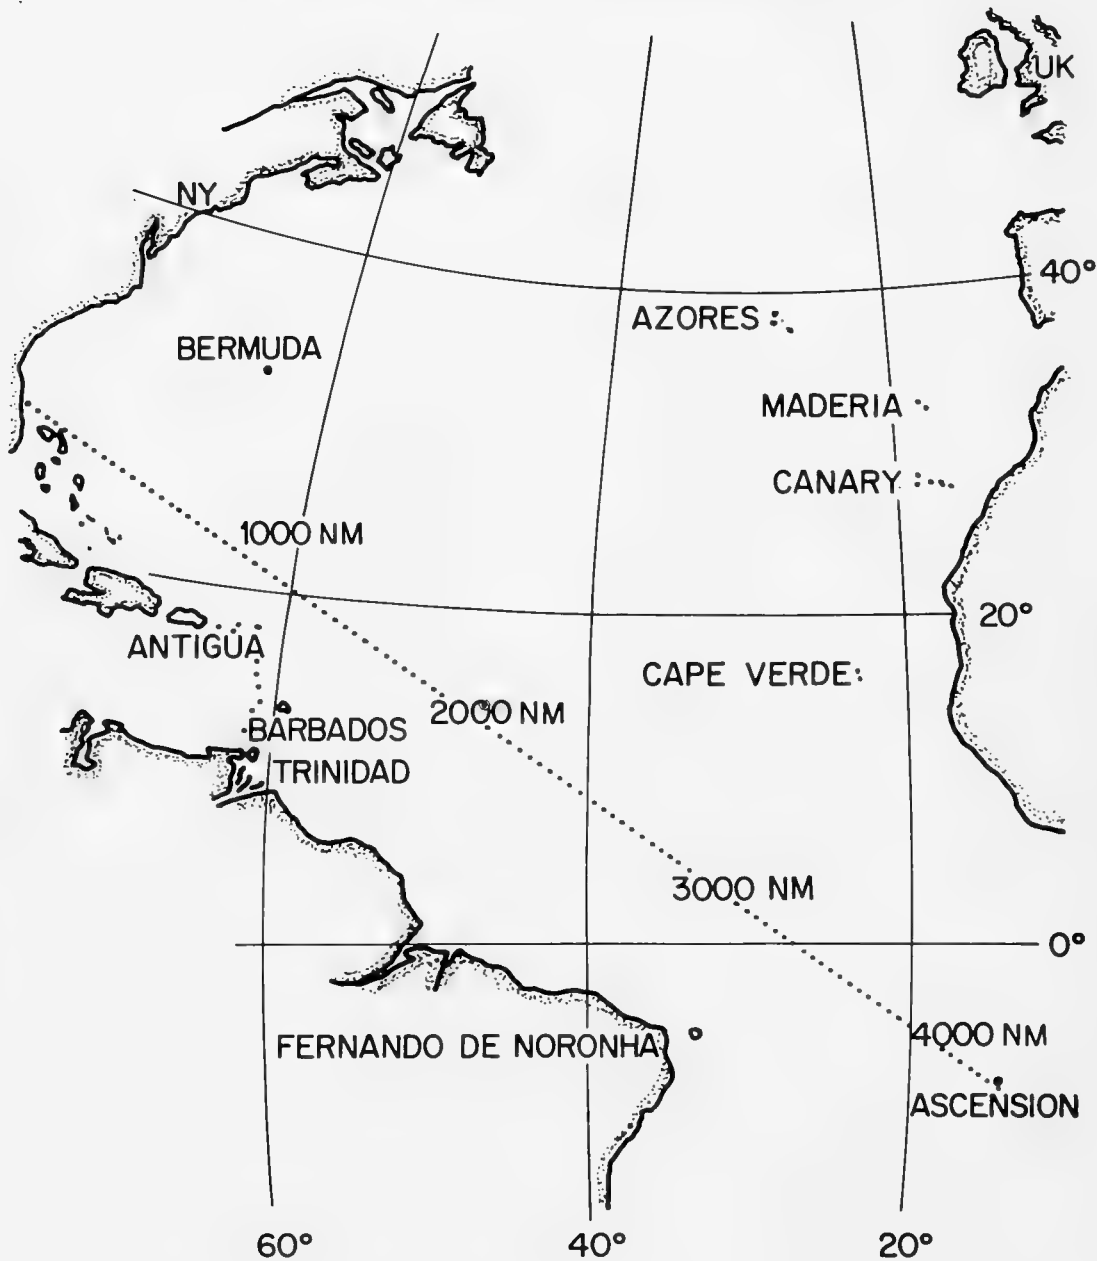 UK
NY
40°
AZORES
BERMUDA
MADERIA
CANARY
1000 NM
20°
ANTIGUA
CAPE VERDE
2000 NM
BARBADOS
TRINIDAD
3000 NM
0°
4000 NM
FERNANDO DE NORONHA
ASCENSION
60° 40° 20°